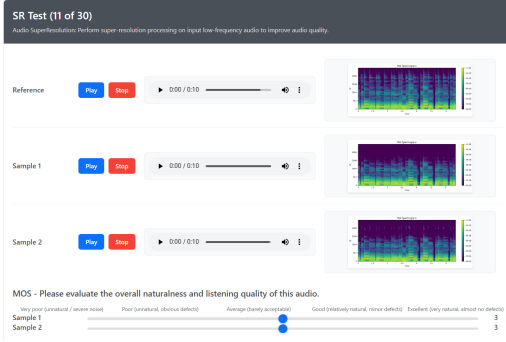 SR Test (11 of 30)
Audio SuperResolution: Perform super-resolution processing on input low-frequency audio to improve audio quality.
Reference
Play
Stop
0:00 / 0:10
Sample 1
Play
Stop
0:00 / 0:10
Sample 2
Play
Stop
0:00 / 0:10
MOS - Please evaluate the overall naturalness and listening quality of this audio.
Very poor (unnatural / severe noise) Poor (unnatural, obvious defects) Average (barely acceptable) Good (relatively natural, minor defects) Excellent (very natural, almost no defects)
Sample 1 3
Sample 2 3